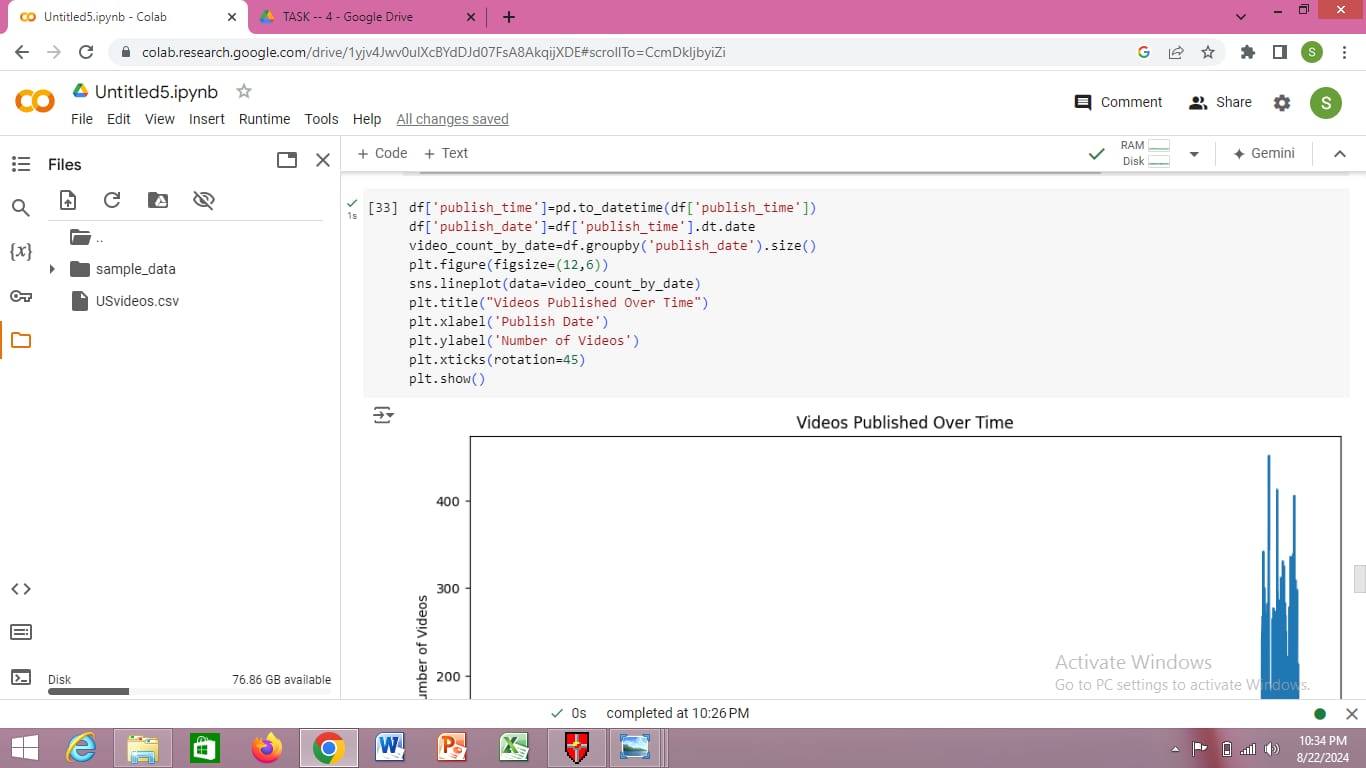 Untitled5.ipynb - Colab
TASK -- 4 - Google Drive
colab.research.google.com/drive/1yjv4Jwv0uIXcBYdDJd07FsA8AkqijXDE#scrollTo=CcmDkIjbyiZi
S
Untitled5.ipynb
Comment
Share
S
File Edit View Insert Runtime Tools Help All changes saved
Files
+ Code + Text
RAM
Disk
Gemini
{x}
..
sample_data
USvideos.csv
1s
[33] df['publish_time']=pd.to_datetime(df['publish_time'])
df['publish_date']=df['publish_time'].dt.date
video_count_by_date=df.groupby('publish_date').size()
plt.figure(figsize=(12,6))
sns.lineplot(data=video_count_by_date)
plt.title("Videos Published Over Time")
plt.xlabel('Publish Date')
plt.ylabel('Number of Videos')
plt.xticks(rotation=45)
plt.show()
Videos Published Over Time
400
300
200
umber of Videos
Activate Windows
Go to PC settings to activate Windows.
Disk 76.86 GB available
0s completed at 10:26 PM
10:34 PM
8/22/2024